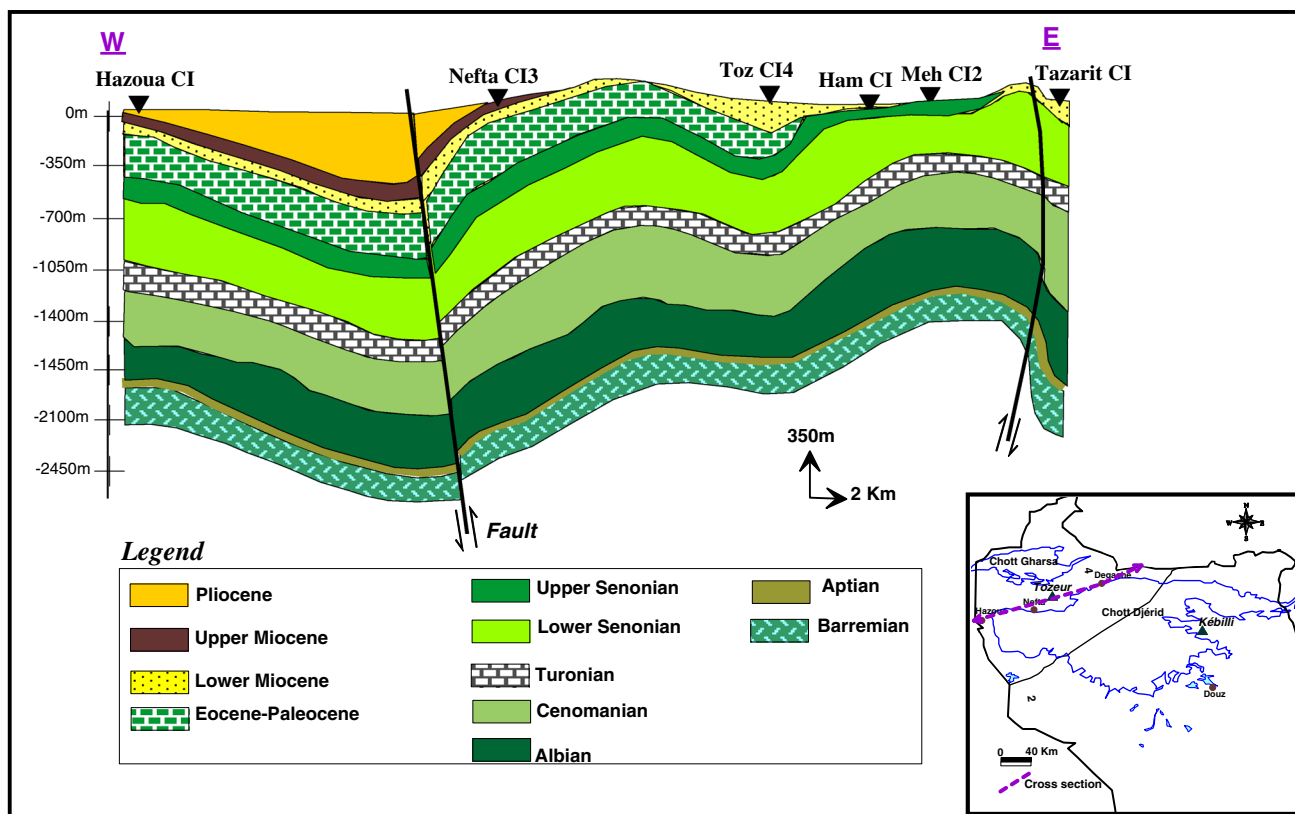 W
E
Hazoua CI
Nefta CI3
Toz CI4
Ham CI
Meh CI2
Tazarit CI
0m
-350m
-700m
-1050m
-1400m
-1450m
-2100m
-2450m
350m
2 Km
Fault
Legend
Pliocene
Upper Miocene
Lower Miocene
Eocene-Paleocene
Upper Senonian
Lower Senonian
Turonian
Cenomanian
Albian
Aptian
Barremian
N
W E
S
Chott Gharsa
4
Degache
Tozeur
Nefta
Hazoua
Chott Djérid
Kébilli
Douz
2
0 40 Km
Cross section